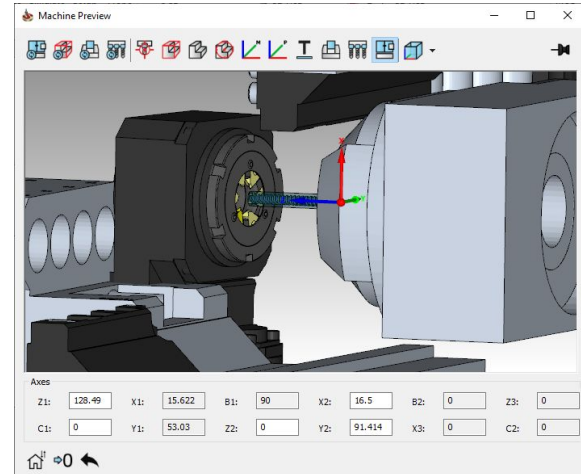 Machine Preview
X
Y
Axes
Z1: 128.49 X1: 15.622 B1: 90 X2: 16.5 B2: 0 Z3: 0
C1: 0 Y1: 53.03 Z2: 0 Y2: 91.414 X3: 0 C2: 0